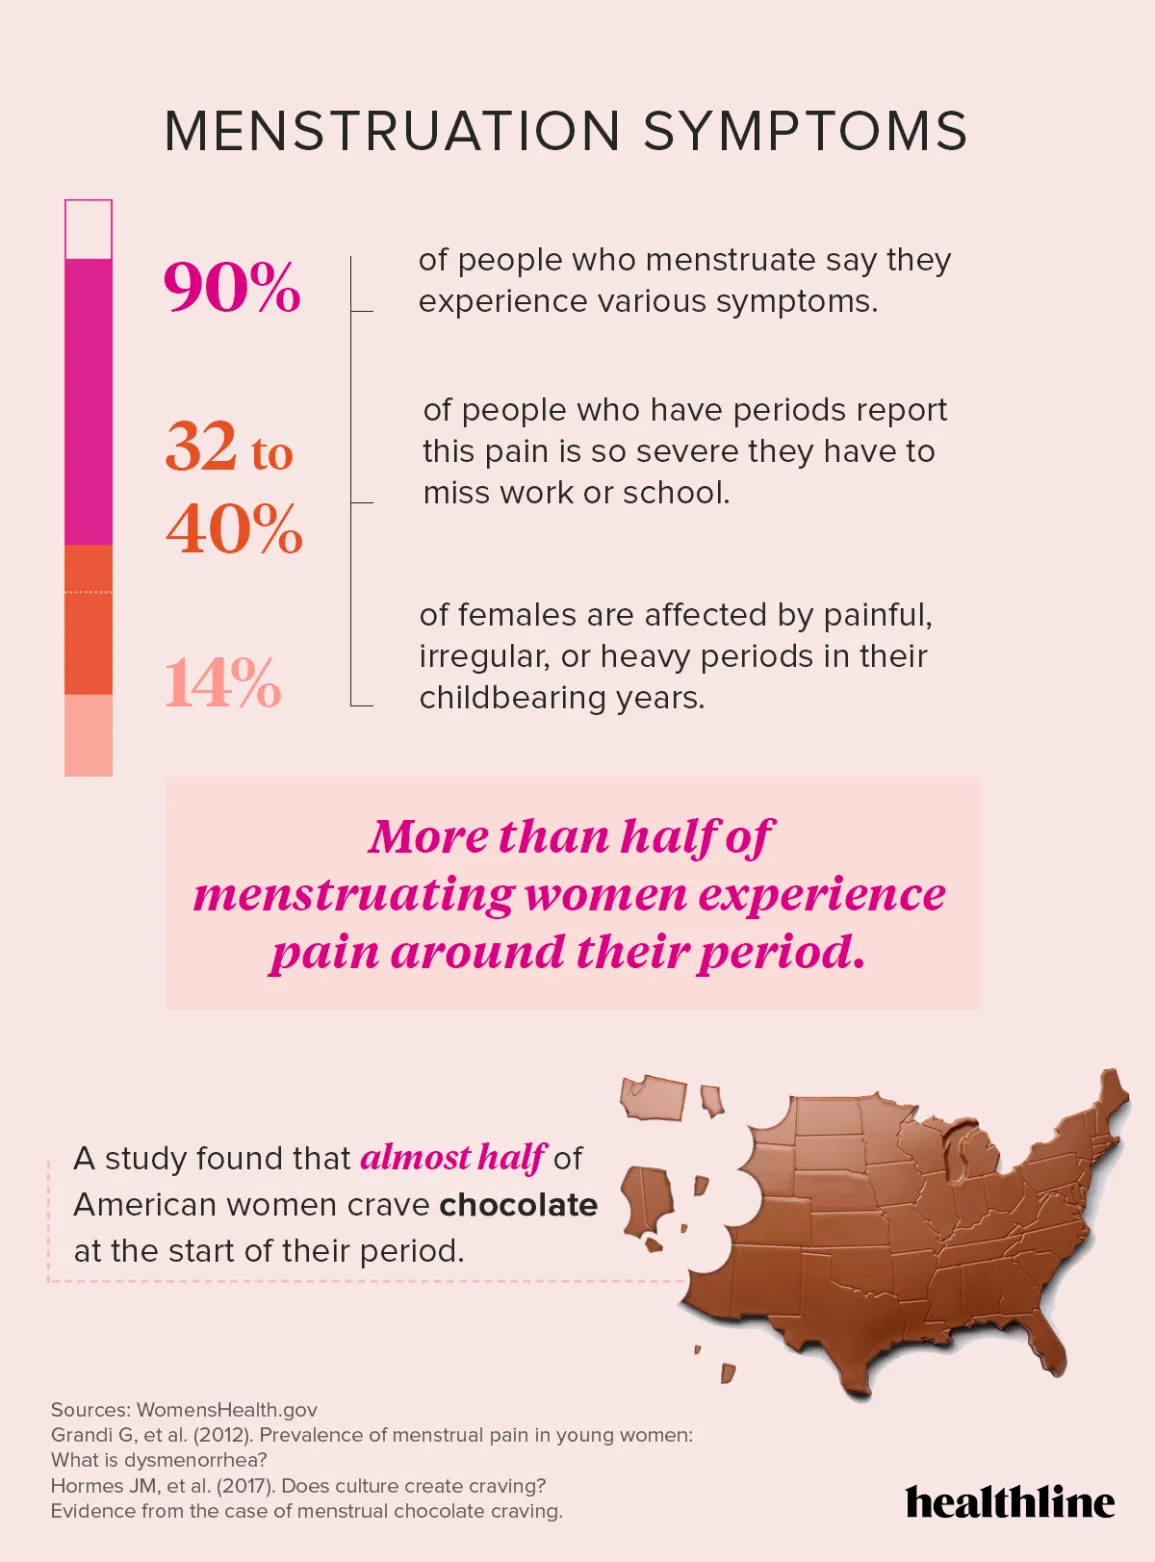 MENSTRUATION SYMPTOMS
90%
of people who menstruate say they
experience various symptoms.
32 to
40%
of people who have periods report
this pain is so severe they have to
miss work or school.
14%
of females are affected by painful,
irregular, or heavy periods in their
childbearing years.
More than half of
menstruating women experience
pain around their period.
A study found that almost half of
American women crave chocolate
at the start of their period.
Sources: WomensHealth.gov
Grandi G, et al. (2012). Prevalence of menstrual pain in young women:
What is dysmenorrhea?
Hormes JM, et al. (2017). Does culture create craving?
Evidence from the case of menstrual chocolate craving.
healthline